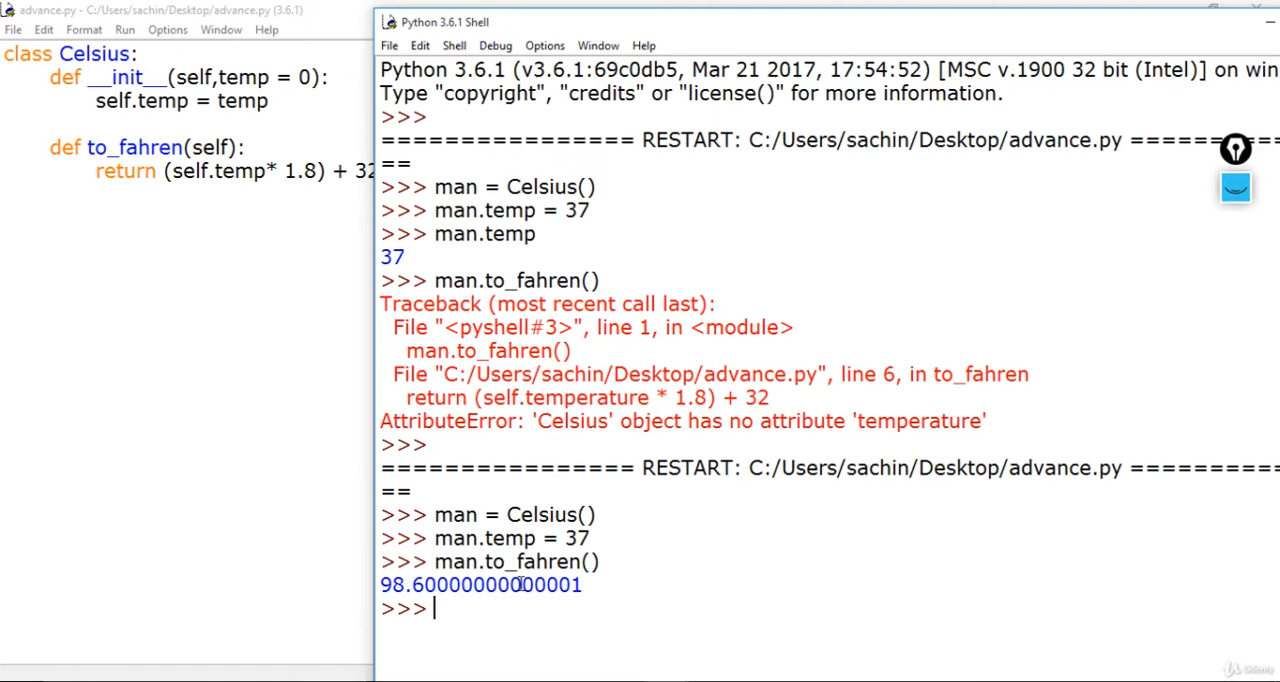 advance.py - C:/Users/sachin/Desktop/advance.py (3.6.1)
File Edit Format Run Options Window Help
class Celsius:
def __init__(self,temp = 0):
self.temp = temp
def to_fahren(self):
return (self.temp* 1.8) + 32
Python 3.6.1 Shell
File Edit Shell Debug Options Window Help
Python 3.6.1 (v3.6.1:69c0db5, Mar 21 2017, 17:54:52) [MSC v.1900 32 bit (Intel)] on win
Type "copyright", "credits" or "license()" for more information.
>>>
================ RESTART: C:/Users/sachin/Desktop/advance.py ===========
==
>>> man = Celsius()
>>> man.temp = 37
>>> man.temp
37
>>> man.to_fahren()
Traceback (most recent call last):
File "<pyshell#3>", line 1, in <module>
man.to_fahren()
File "C:/Users/sachin/Desktop/advance.py", line 6, in to_fahren
return (self.temperature * 1.8) + 32
AttributeError: 'Celsius' object has no attribute 'temperature'
>>>
================ RESTART: C:/Users/sachin/Desktop/advance.py ===========
==
>>> man = Celsius()
>>> man.temp = 37
>>> man.to_fahren()
98.60000000000001
>>>
Udemy